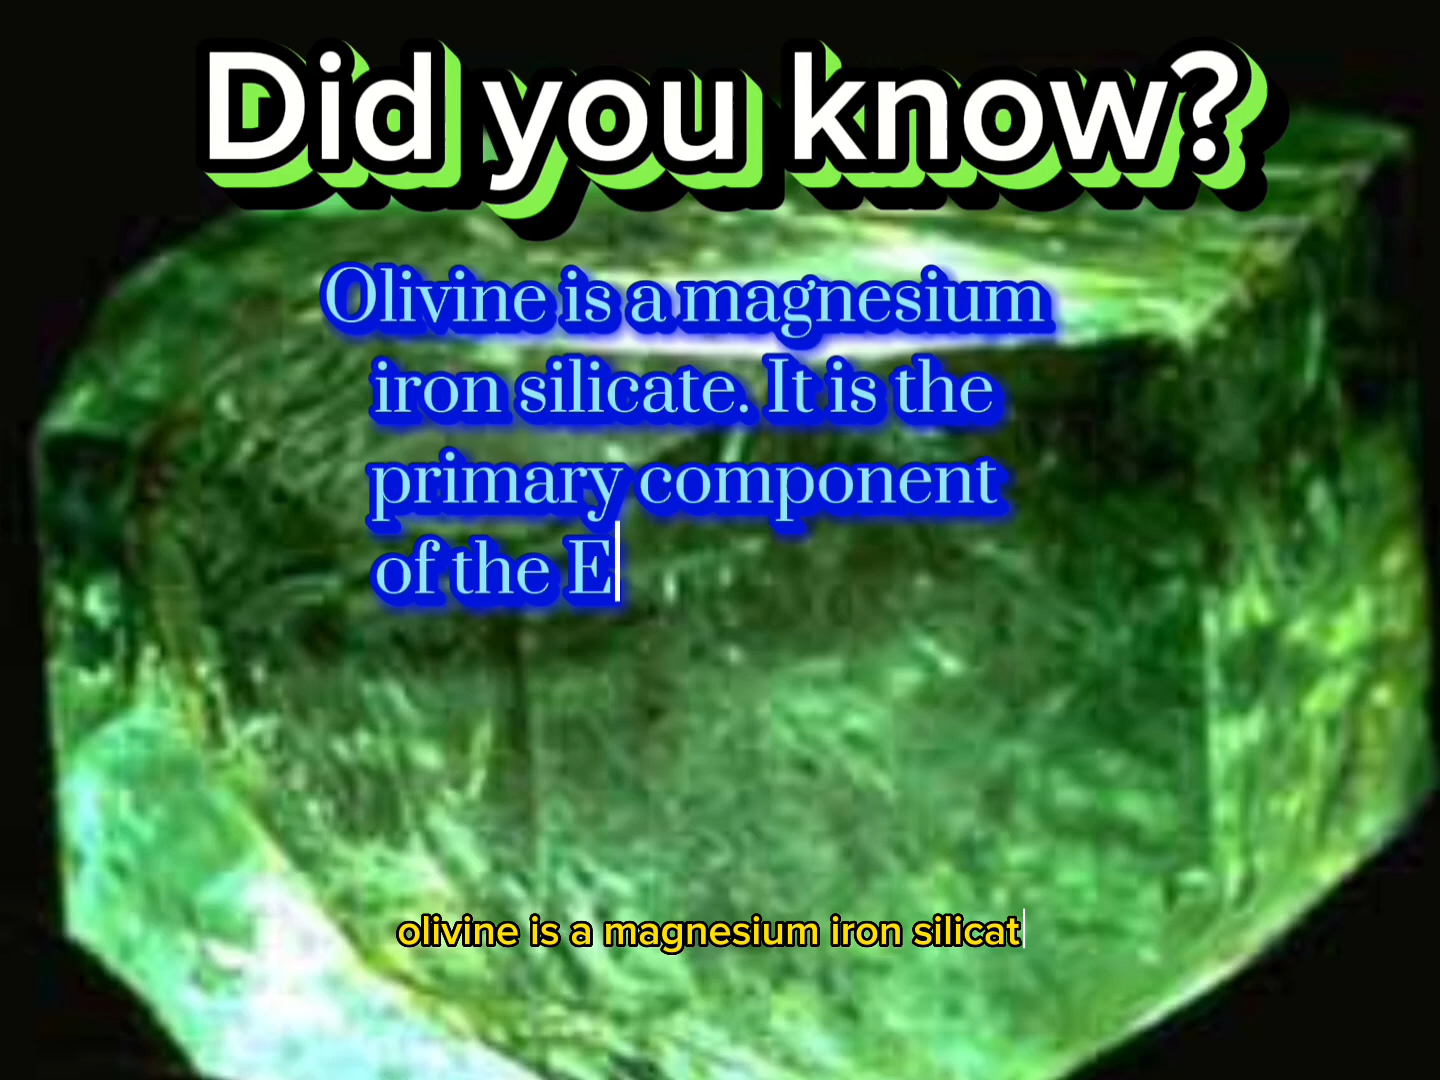 Did you know?
Olivine is a magnesium
iron silicate. It is the
primary component
of the E
olivine is a magnesium iron silicat